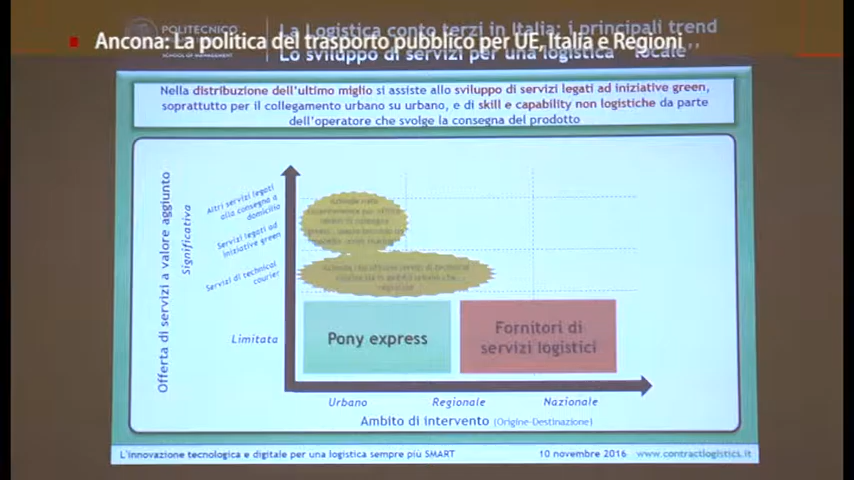 POLITECNICO
SCHOOL OF MANAGEMENT
La Logistica conto terzi in Italia: i principali trend
Ancona: La politica del trasporto pubblico per UE, Italia e Regioni
Lo sviluppo di servizi per una logistica "locale"
Nella distribuzione dell'ultimo miglio si assiste allo sviluppo di servizi legati ad iniziative green,
soprattutto per il collegamento urbano su urbano, e di skill e capability non logistiche da parte
dell'operatore che svolge la consegna del prodotto
Offerta di servizi a valore aggiunto
Significativa
Altri servizi legati
alla consegna a
domicilio
Servizi legati ad
iniziative green
Servizi di technical
courier
Limitata
Pony express
Fornitori di
servizi logistici
Urbano
Regionale
Nazionale
Ambito di intervento (Origine-Destinazione)
L'innovazione tecnologica e digitale per una logistica sempre più SMART
10 novembre 2016
www.contractlogistics.it